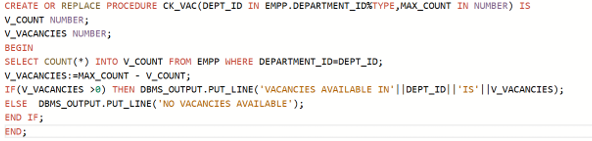 CREATE OR REPLACE PROCEDURE CK_VAC(DEPT_ID IN EMPP.DEPARTMENT_ID%TYPE,MAX_COUNT IN NUMBER) IS
V_COUNT NUMBER;
V_VACANCIES NUMBER;
BEGIN
SELECT COUNT(*) INTO V_COUNT FROM EMPP WHERE DEPARTMENT_ID=DEPT_ID;
V_VACANCIES:=MAX_COUNT - V_COUNT;
IF(V_VACANCIES >0) THEN DBMS_OUTPUT.PUT_LINE('VACANCIES AVAILABLE IN'||DEPT_ID||'IS'||V_VACANCIES);
ELSE  DBMS_OUTPUT.PUT_LINE('NO VACANCIES AVAILABLE');
END IF;
END;